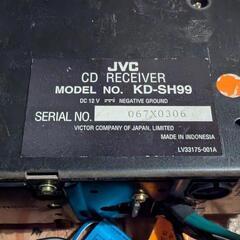 JVC
CD RECEIVER
MODEL NO. KD-SH99
DC 12 V ⎓ NEGATIVE GROUND
SERIAL NO. 067X0306
VICTOR COMPANY OF JAPAN, LIMITED
MADE IN INDONESIA
LV33175-001A